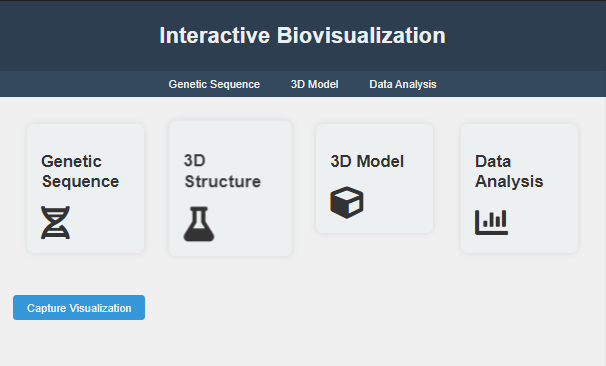 Interactive Biovisualization
Genetic Sequence
3D Model
Data Analysis
Genetic
Sequence
3D
Structure
3D Model
Data
Analysis
Capture Visualization